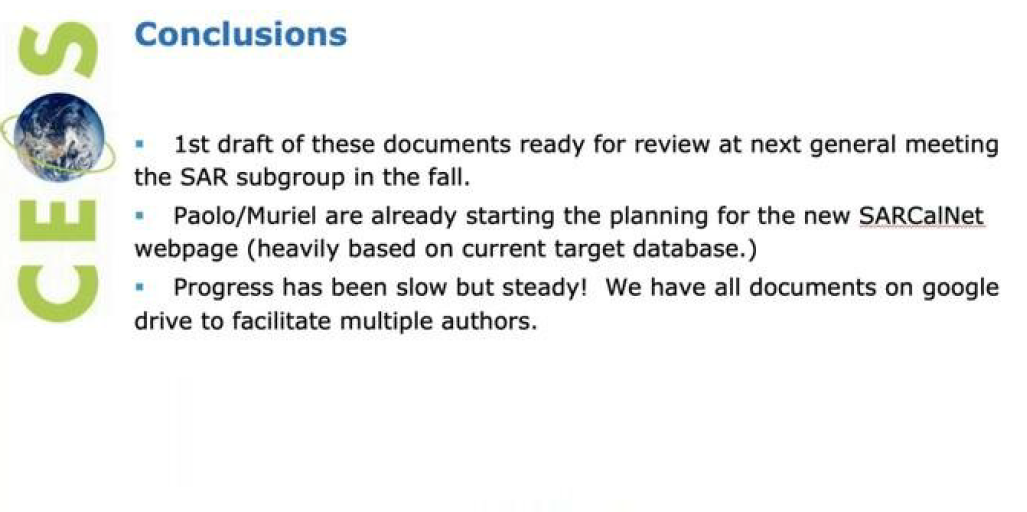 CEOS
Conclusions
▪ 1st draft of these documents ready for review at next general meeting
the SAR subgroup in the fall.
▪ Paolo/Muriel are already starting the planning for the new SARCalNet
webpage (heavily based on current target database.)
▪ Progress has been slow but steady!  We have all documents on google
drive to facilitate multiple authors.